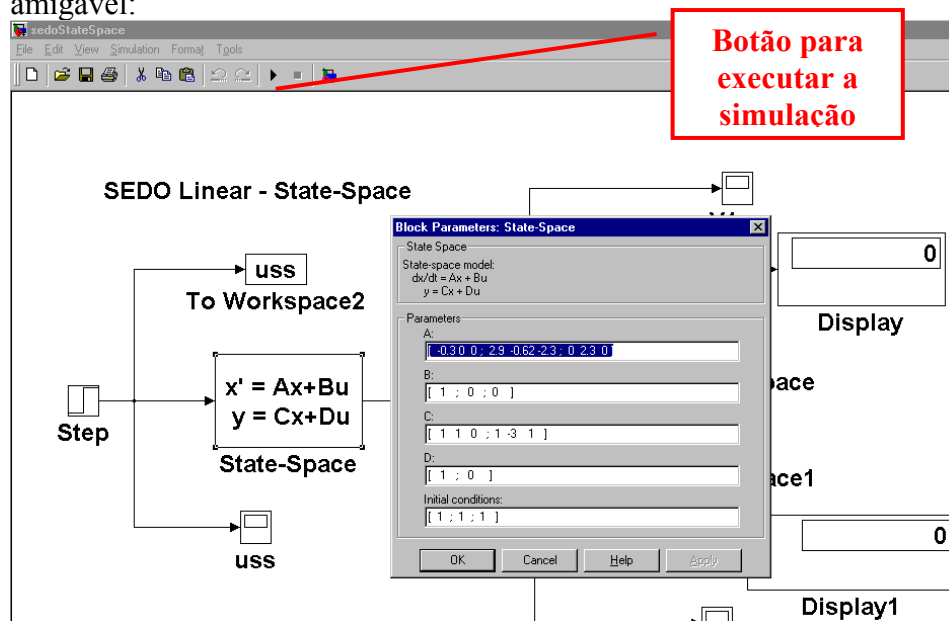 amigável:
sedoStateSpace
File Edit View Simulation Format Tools
Botão para
executar a
simulação
SEDO Linear - State-Space
uss
To Workspace2
x' = Ax+Bu
y = Cx+Du
State-Space
Step
uss
Block Parameters: State-Space
State Space
State-space model:
dx/dt = Ax + Bu
y = Cx + Du
Parameters
A:
[ -0.3 0 0 ; 2.9 -0.62 -2.3 ; 0 2.3 0
B:
[ 1 ; 0 ; 0 ]
C:
[ 1 1 0 ; 1 -3 1 ]
D:
[ 1 ; 0 ]
Initial conditions:
[ 1 ; 1 ; 1 ]
OK Cancel Help Apply
0
Display
pace
ace1
0
Display1